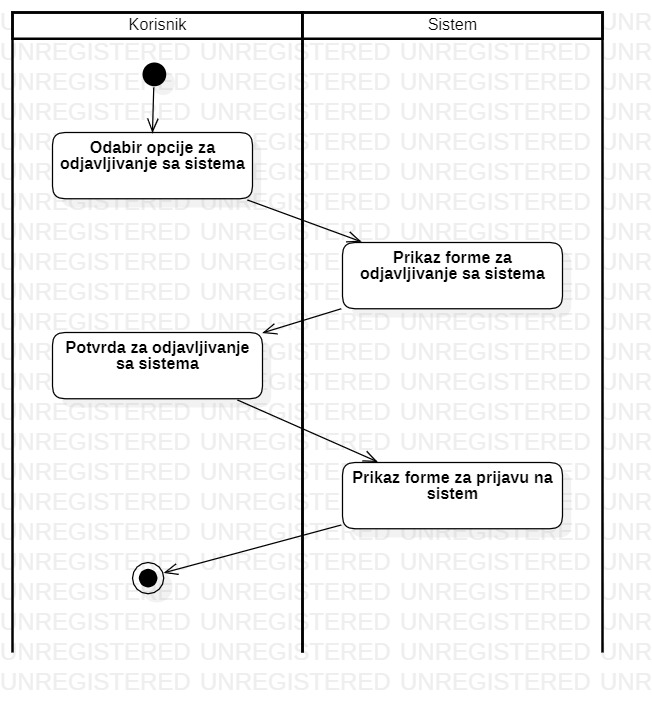 Korisnik
Sistem
Odabir opcije za
odjavljivanje sa sistema
Prikaz forme za
odjavljivanje sa sistema
Potvrda za odjavljivanje
sa sistema
Prikaz forme za prijavu na
sistem
UNREGISTERED